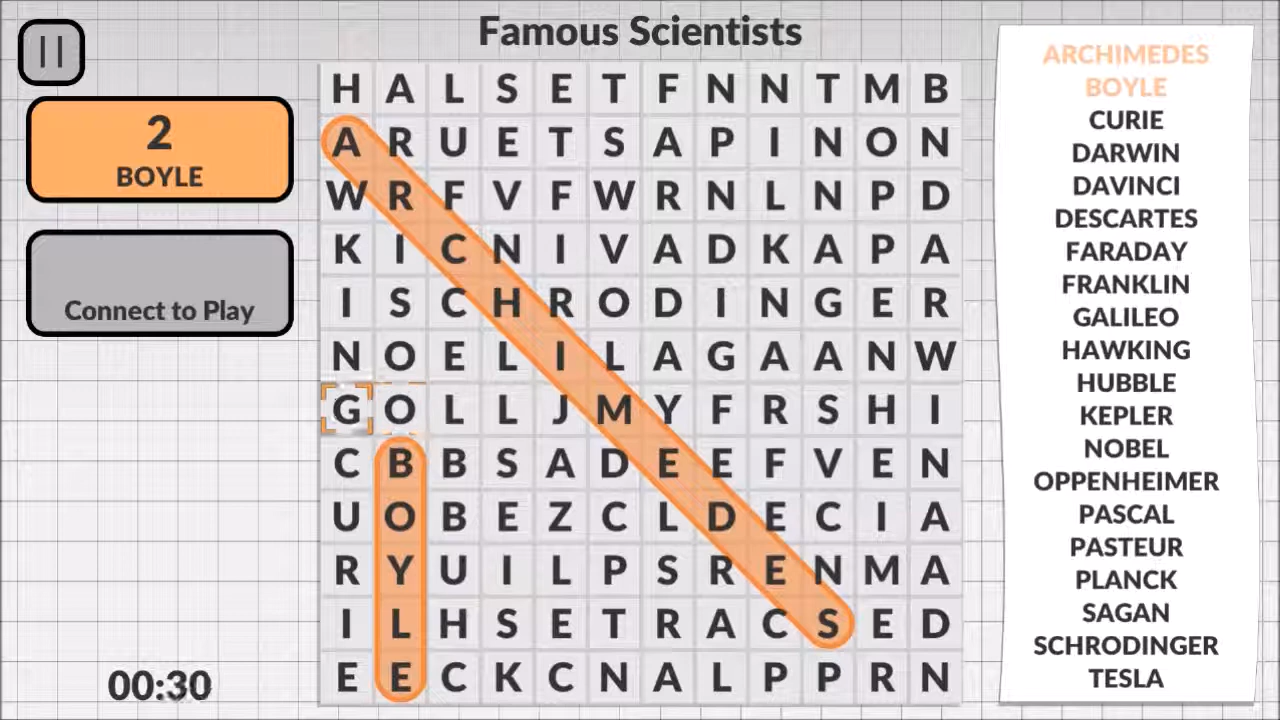 Famous Scientists
2
BOYLE
Connect to Play
00:30
H A L S E T F N N T M B
A R U E T S A P I N O N
W R F V F W R N L N P D
K I C N I V A D K A P A
I S C H R O D I N G E R
N O E L I L A G A A N W
G O L L J M Y F R S H I
C B B S A D E E F V E N
U O B E Z C L D E C I A
R Y U I L P S R E N M A
I L H S E T R A C S E D
E E C K C N A L P P R N
ARCHIMEDES
BOYLE
CURIE
DARWIN
DAVINCI
DESCARTES
FARADAY
FRANKLIN
GALILEO
HAWKING
HUBBLE
KEPLER
NOBEL
OPPENHEIMER
PASCAL
PASTEUR
PLANCK
SAGAN
SCHRODINGER
TESLA